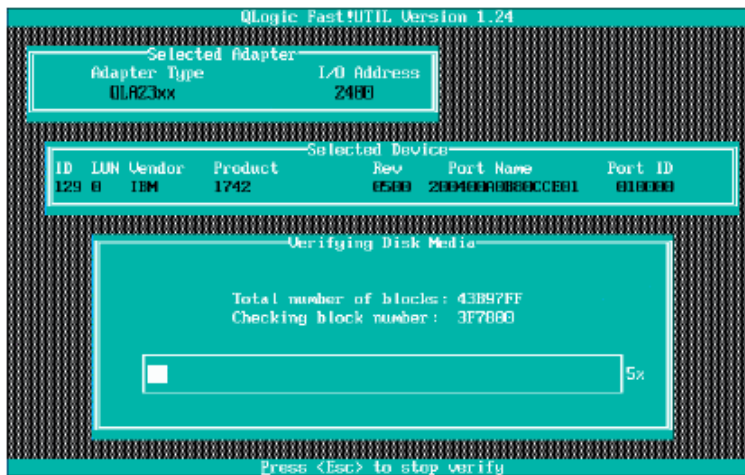 QLogic Fast!UTIL Version 1.24
Selected Adapter
Adapter Type I/O Address
QLA23xx 2400
Selected Device
ID LUN Vendor Product Rev Port Name Port ID
129 0 IBM 1742 0500 200400A0B80CCE01 010000
Verifying Disk Media
Total number of blocks: 43B97FF
Checking block number: 3F7800
5%
Press <Esc> to stop verify